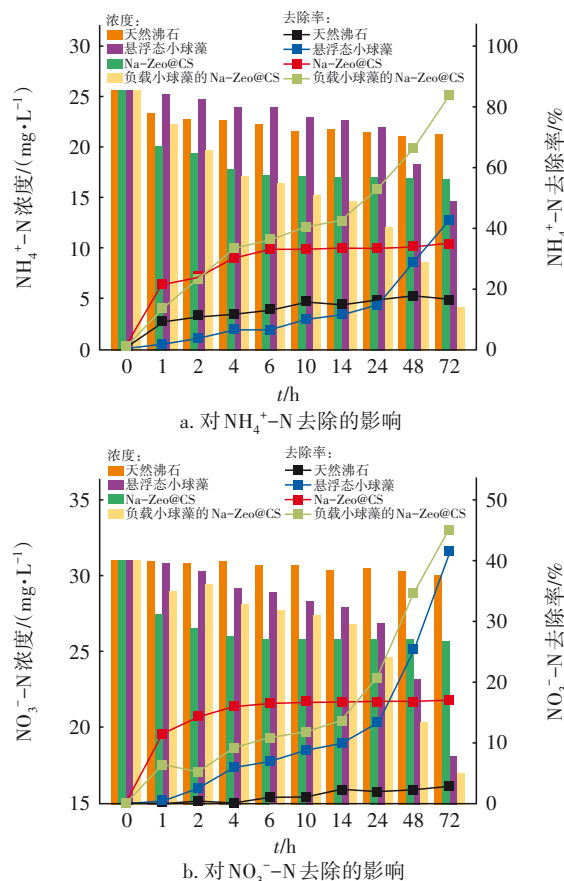 浓度： 去除率：
天然沸石 天然沸石
悬浮态小球藻 悬浮态小球藻
Na-Zeo@CS Na-Zeo@CS
负载小球藻的Na-Zeo@CS 负载小球藻的Na-Zeo@CS
NH₄⁺-N浓度/(mg·L⁻¹)
30
25
20
15
10
5
0
100
80
60
40
20
0
NH₄⁺-N去除率/%
0 1 2 4 6 10 14 24 48 72
t/h
a. 对NH₄⁺-N去除的影响
浓度： 去除率：
天然沸石 天然沸石
悬浮态小球藻 悬浮态小球藻
Na-Zeo@CS Na-Zeo@CS
负载小球藻的Na-Zeo@CS 负载小球藻的Na-Zeo@CS
NO₃⁻-N浓度/(mg·L⁻¹)
35
30
25
20
15
50
40
30
20
10
0
NO₃⁻-N去除率/%
0 1 2 4 6 10 14 24 48 72
t/h
b. 对NO₃⁻-N去除的影响